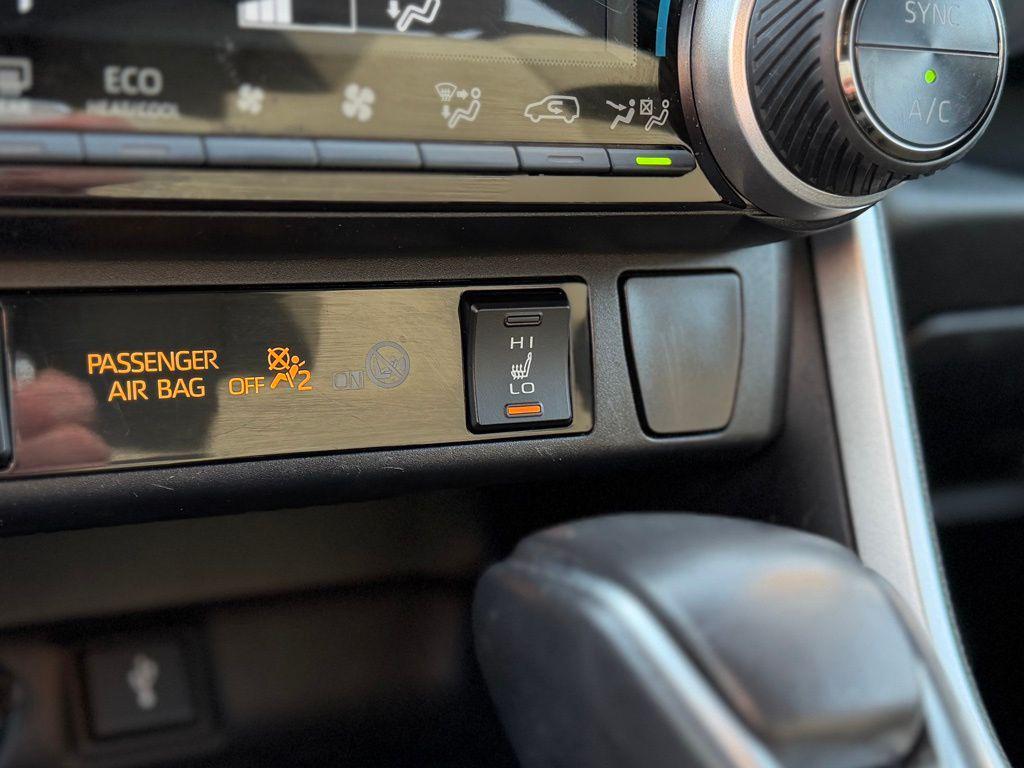 SYNC
A/C
ECO
HEAT/COOL
PASSENGER
AIR BAG OFF 2 ON
HI
LO